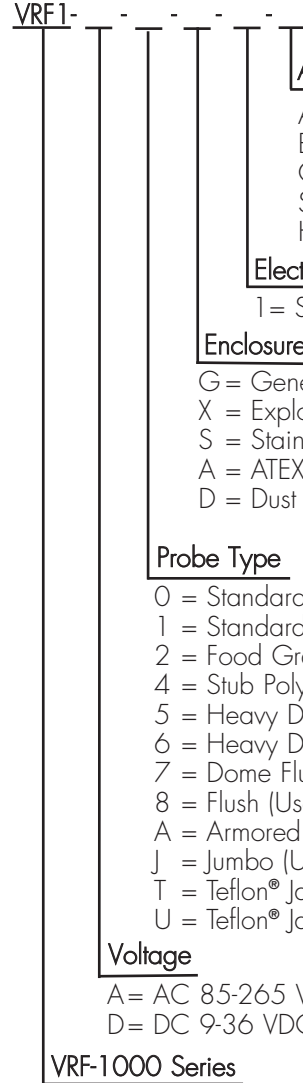 VRF1- - - - - -
Enclosure
G = Gene
X = Explo
S = Stain
A = ATEX
D = Dust
1 = S
Elect
Probe Type
0 = Standard
1 = Standard
2 = Food Gra
4 = Stub Poly
5 = Heavy D
6 = Heavy D
7 = Dome Flu
8 = Flush (Us
A = Armored
J = Jumbo (U
T = Teflon® Ja
U = Teflon® Ja
Voltage
A = AC 85-265 V
D = DC 9-36 VDC
VRF-1000 Series